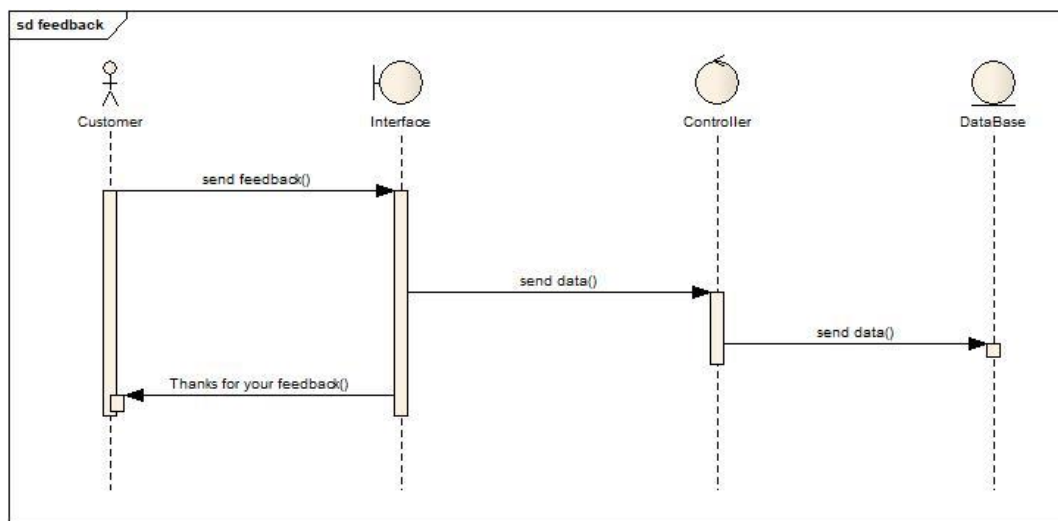 sd feedback
Customer
Interface
Controller
DataBase
send feedback()
send data()
send data()
Thanks for your feedback()